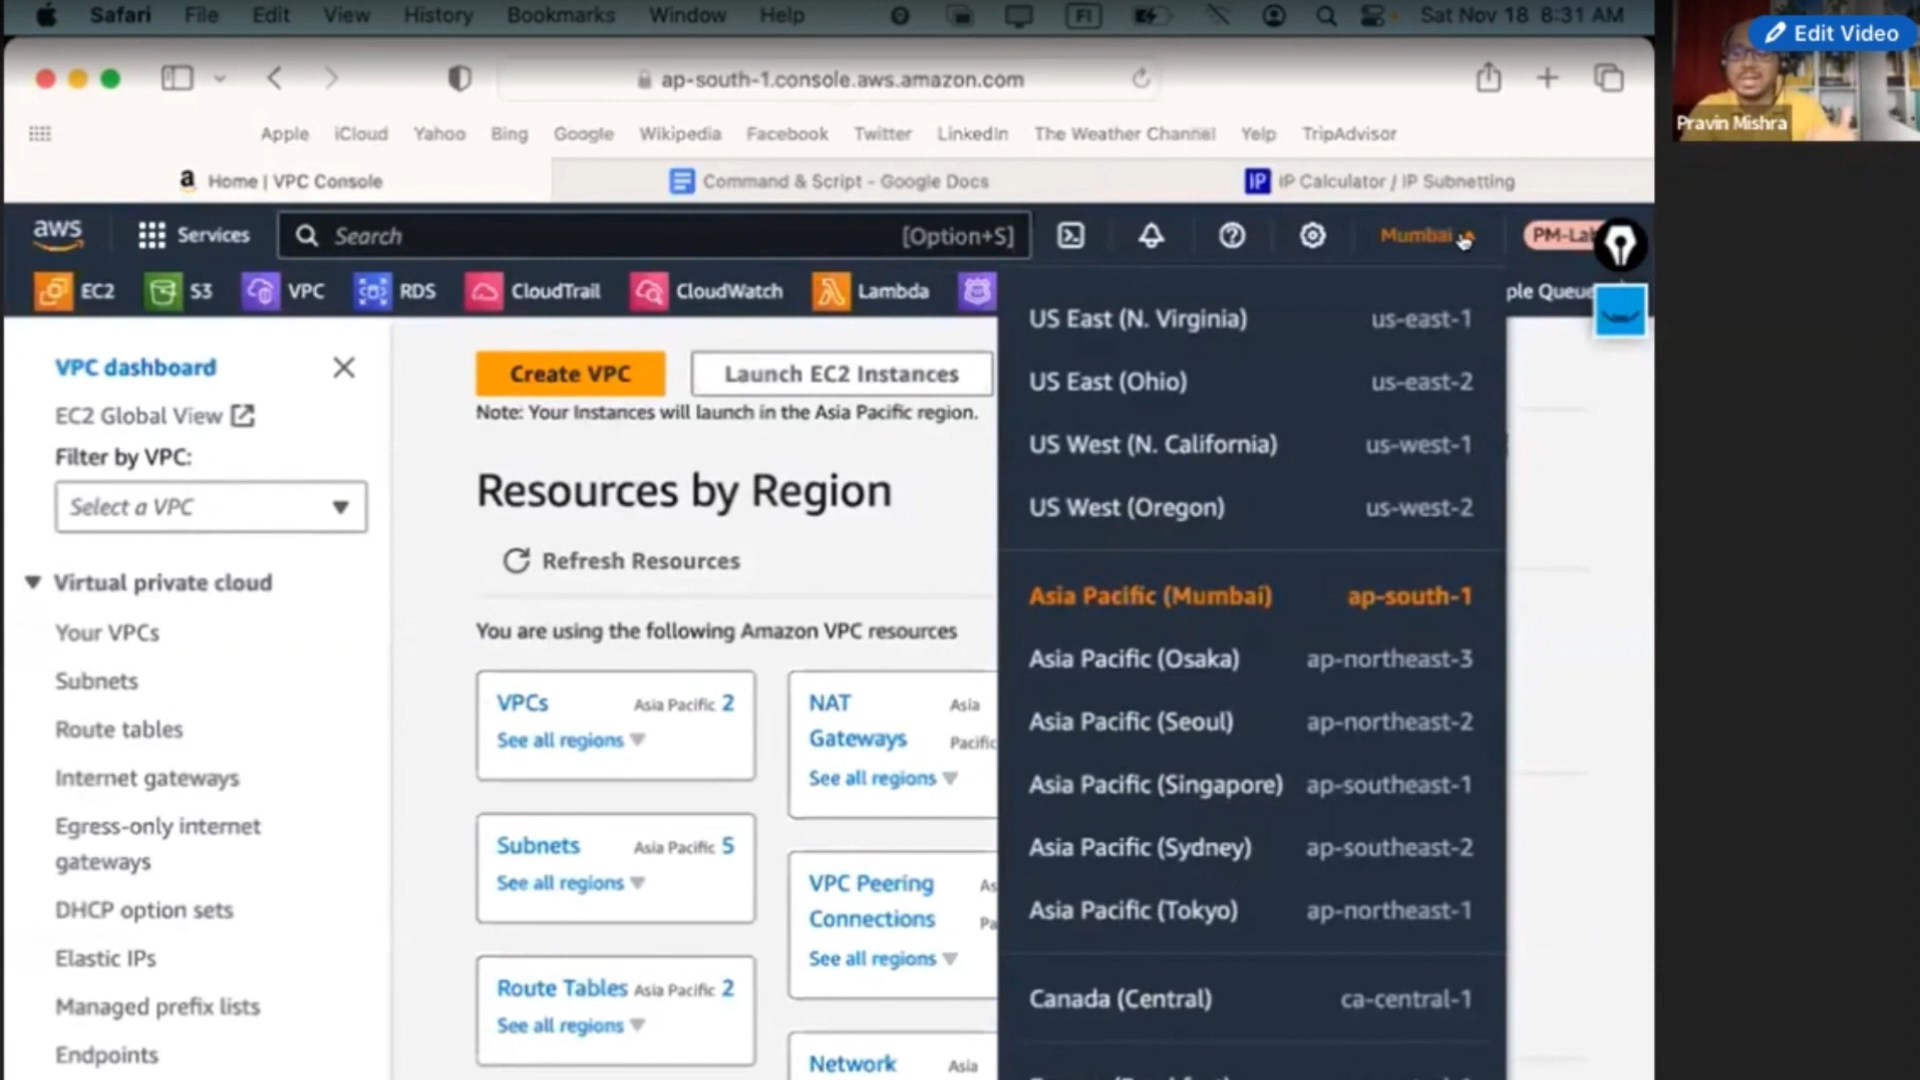 Safari File Edit View History Bookmarks Window Help FI Sat Nov 18 8:31 AM
Edit Video
Pravin Mishra
ap-south-1.console.aws.amazon.com
Apple iCloud Yahoo Bing Google Wikipedia Facebook Twitter LinkedIn The Weather Channel Yelp TripAdvisor
a Home | VPC Console
Command & Script - Google Docs
IP IP Calculator / IP Subnetting
aws Services Search [Option+S] Mumbai PM-Lab
EC2 S3 VPC RDS CloudTrail CloudWatch Lambda ple Queue
VPC dashboard
EC2 Global View
Filter by VPC:
Select a VPC
Virtual private cloud
Your VPCs
Subnets
Route tables
Internet gateways
Egress-only internet
gateways
DHCP option sets
Elastic IPs
Managed prefix lists
Endpoints
Create VPC Launch EC2 Instances
Note: Your Instances will launch in the Asia Pacific region.
Resources by Region
Refresh Resources
You are using the following Amazon VPC resources
VPCs Asia Pacific 2
See all regions
Subnets Asia Pacific 5
See all regions
Route Tables Asia Pacific 2
See all regions
NAT Asia
Gateways Pacific
See all regions
VPC Peering As
Connections Pa
See all regions
Network Asia
US East (N. Virginia) us-east-1
US East (Ohio) us-east-2
US West (N. California) us-west-1
US West (Oregon) us-west-2
Asia Pacific (Mumbai) ap-south-1
Asia Pacific (Osaka) ap-northeast-3
Asia Pacific (Seoul) ap-northeast-2
Asia Pacific (Singapore) ap-southeast-1
Asia Pacific (Sydney) ap-southeast-2
Asia Pacific (Tokyo) ap-northeast-1
Canada (Central) ca-central-1